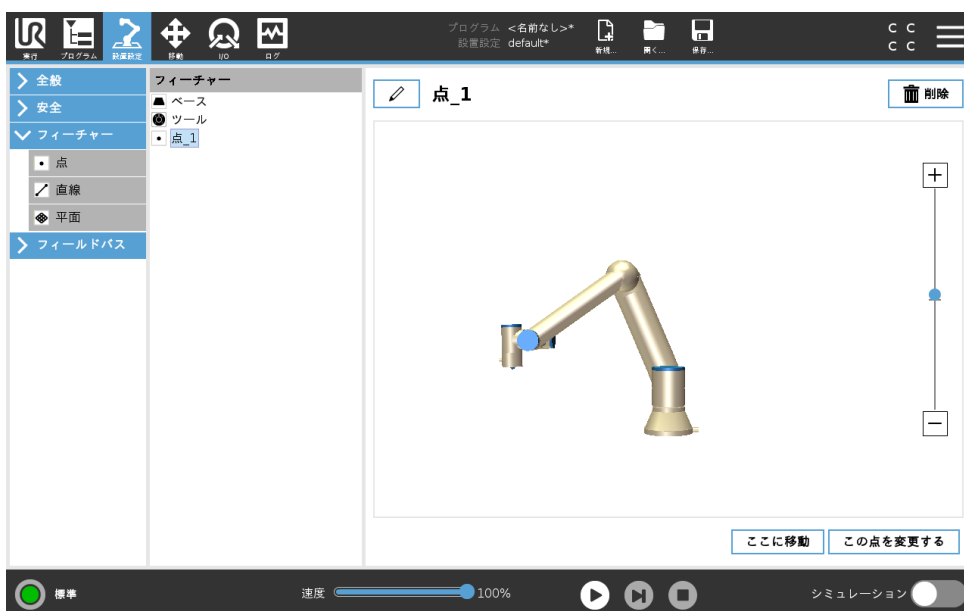 プログラム <名前なし>*
設置設定 default*
C C
C C
UR
実行
プログラム
設置設定
移動
I/O
ログ
新規...
開く...
保存...
全般
安全
フィーチャー
点
直線
平面
フィールドバス
フィーチャー
ベース
ツール
点_1
点_1
削除
ここに移動
この点を変更する
標準
速度
100%
シミュレーション